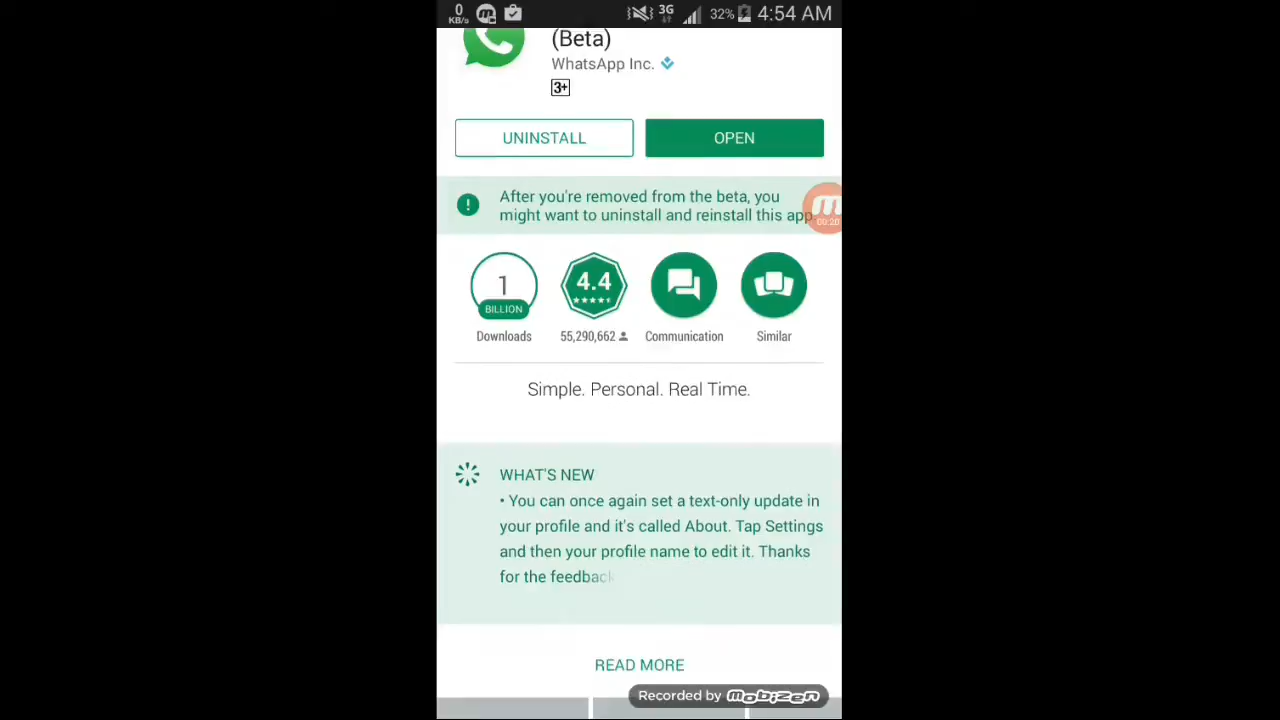 0
KB/s
3G
32%
4:54 AM
(Beta)
WhatsApp Inc.
3+
UNINSTALL
OPEN
After you're removed from the beta, you
might want to uninstall and reinstall this app
00:20
1
BILLION
4.4
Downloads
55,290,662
Communication
Similar
Simple. Personal. Real Time.
WHAT'S NEW
• You can once again set a text-only update in
your profile and it's called About. Tap Settings
and then your profile name to edit it. Thanks
for the feedback
READ MORE
Recorded by mobizen